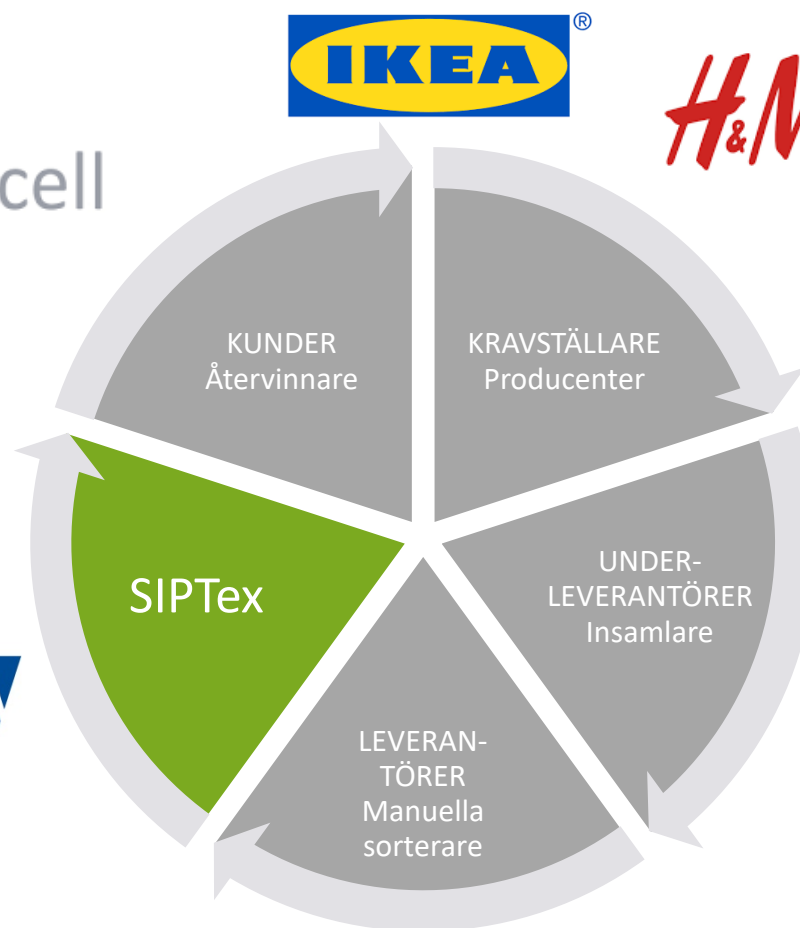 IKEA
®
H&M
cell
KUNDER
Återvinnare
KRAVSTÄLLARE
Producenter
SIPTex
UNDER-
LEVERANTÖRER
Insamlare
LEVERAN-
TÖRER
Manuella
sorterare